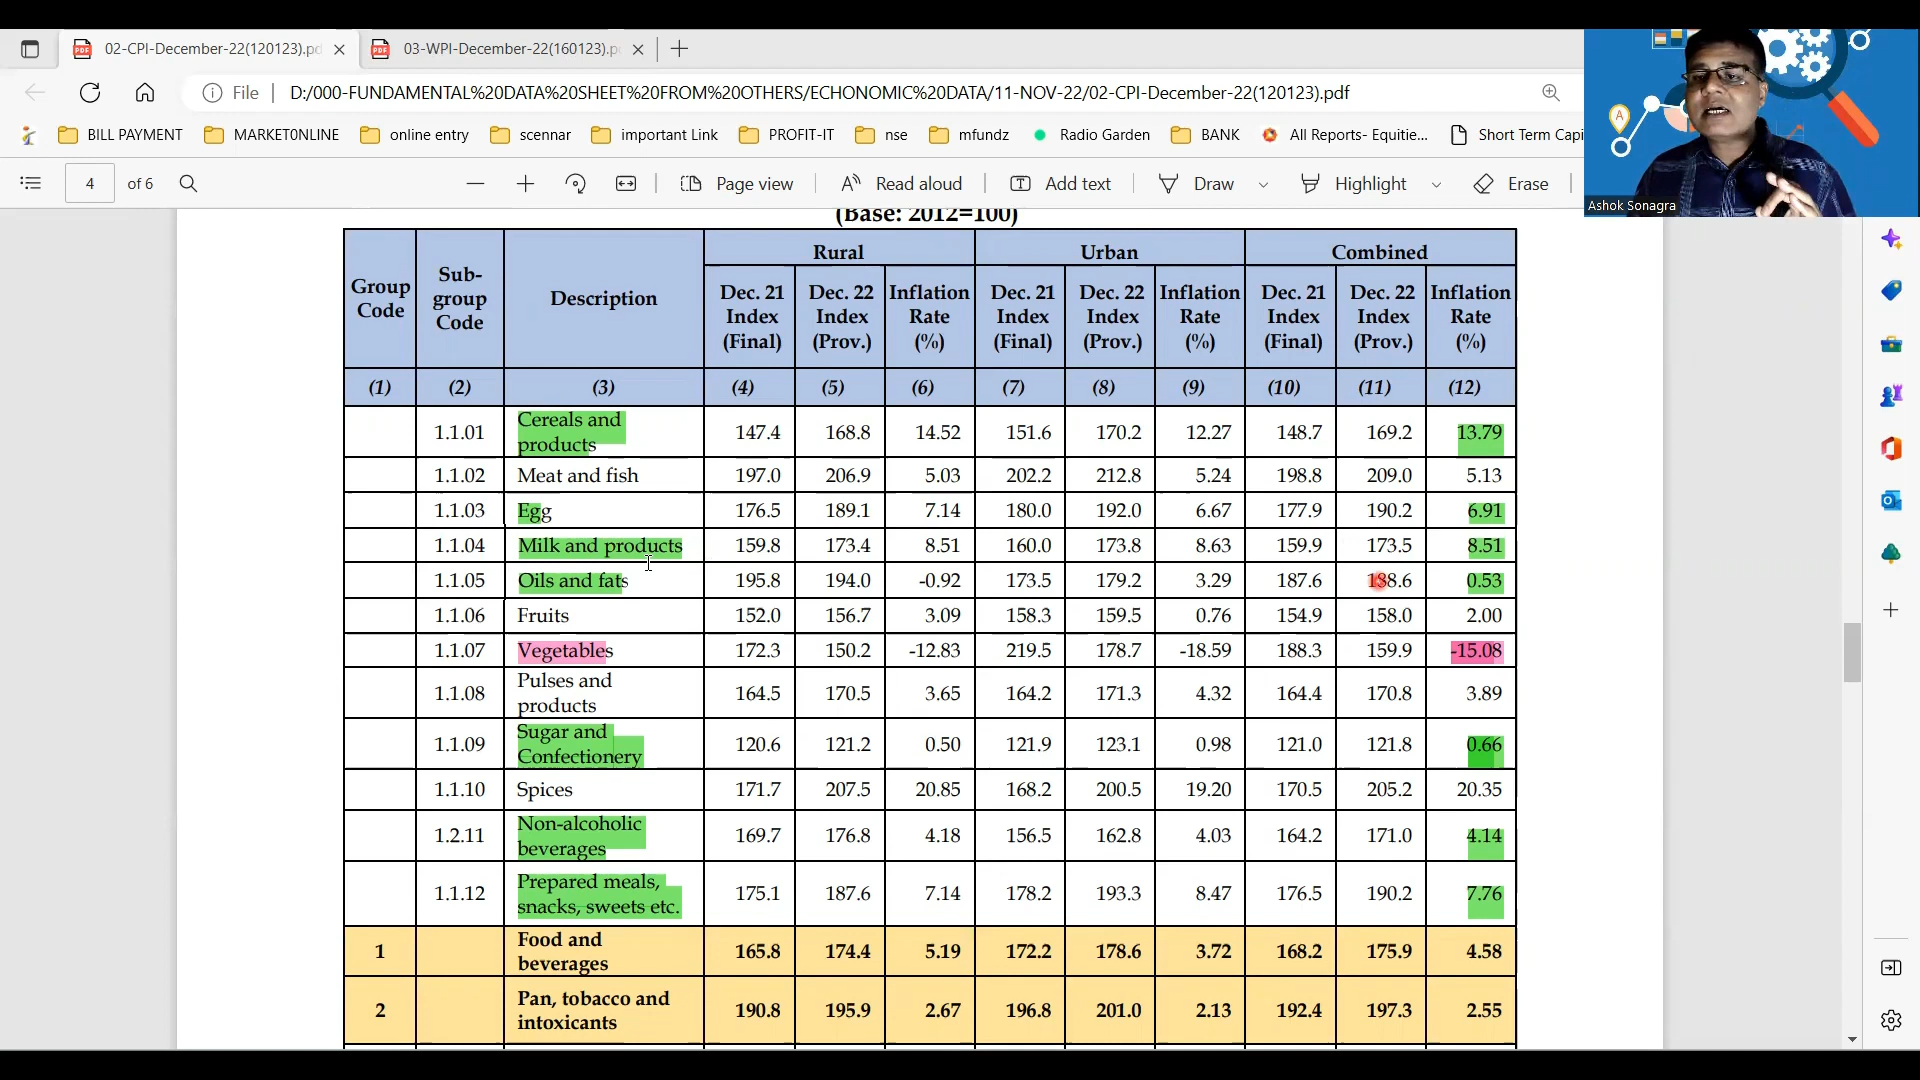 02-CPI-December-22(120123).pd
03-WPI-December-22(160123).p
File
D:/000-FUNDAMENTAL%20DATA%20SHEET%20FROM%20OTHERS/ECHONOMIC%20DATA/11-NOV-22/02-CPI-December-22(120123).pdf
BILL PAYMENT MARKET0NLINE online entry scennar important Link PROFIT-IT nse mfundz Radio Garden BANK All Reports- Equitie... Short Term Capi
4 of 6 Page view Read aloud Add text Draw Highlight Erase
A
Ashok Sonagra
(Base: 2012=100)
Group Code Sub-group Code Description Rural Urban Combined
Dec. 21 Index (Final) Dec. 22 Index (Prov.) Inflation Rate (%) Dec. 21 Index (Final) Dec. 22 Index (Prov.) Inflation Rate (%) Dec. 21 Index (Final) Dec. 22 Index (Prov.) Inflation Rate (%)
(1) (2) (3) (4) (5) (6) (7) (8) (9) (10) (11) (12)
1.1.01 Cereals and products 147.4 168.8 14.52 151.6 170.2 12.27 148.7 169.2 13.79
1.1.02 Meat and fish 197.0 206.9 5.03 202.2 212.8 5.24 198.8 209.0 5.13
1.1.03 Egg 176.5 189.1 7.14 180.0 192.0 6.67 177.9 190.2 6.91
1.1.04 Milk and products 159.8 173.4 8.51 160.0 173.8 8.63 159.9 173.5 8.51
1.1.05 Oils and fats 195.8 194.0 -0.92 173.5 179.2 3.29 187.6 188.6 0.53
1.1.06 Fruits 152.0 156.7 3.09 158.3 159.5 0.76 154.9 158.0 2.00
1.1.07 Vegetables 172.3 150.2 -12.83 219.5 178.7 -18.59 188.3 159.9 -15.08
1.1.08 Pulses and products 164.5 170.5 3.65 164.2 171.3 4.32 164.4 170.8 3.89
1.1.09 Sugar and Confectionery 120.6 121.2 0.50 121.9 123.1 0.98 121.0 121.8 0.66
1.1.10 Spices 171.7 207.5 20.85 168.2 200.5 19.20 170.5 205.2 20.35
1.2.11 Non-alcoholic beverages 169.7 176.8 4.18 156.5 162.8 4.03 164.2 171.0 4.14
1.1.12 Prepared meals, snacks, sweets etc. 175.1 187.6 7.14 178.2 193.3 8.47 176.5 190.2 7.76
1 Food and beverages 165.8 174.4 5.19 172.2 178.6 3.72 168.2 175.9 4.58
2 Pan, tobacco and intoxicants 190.8 195.9 2.67 196.8 201.0 2.13 192.4 197.3 2.55